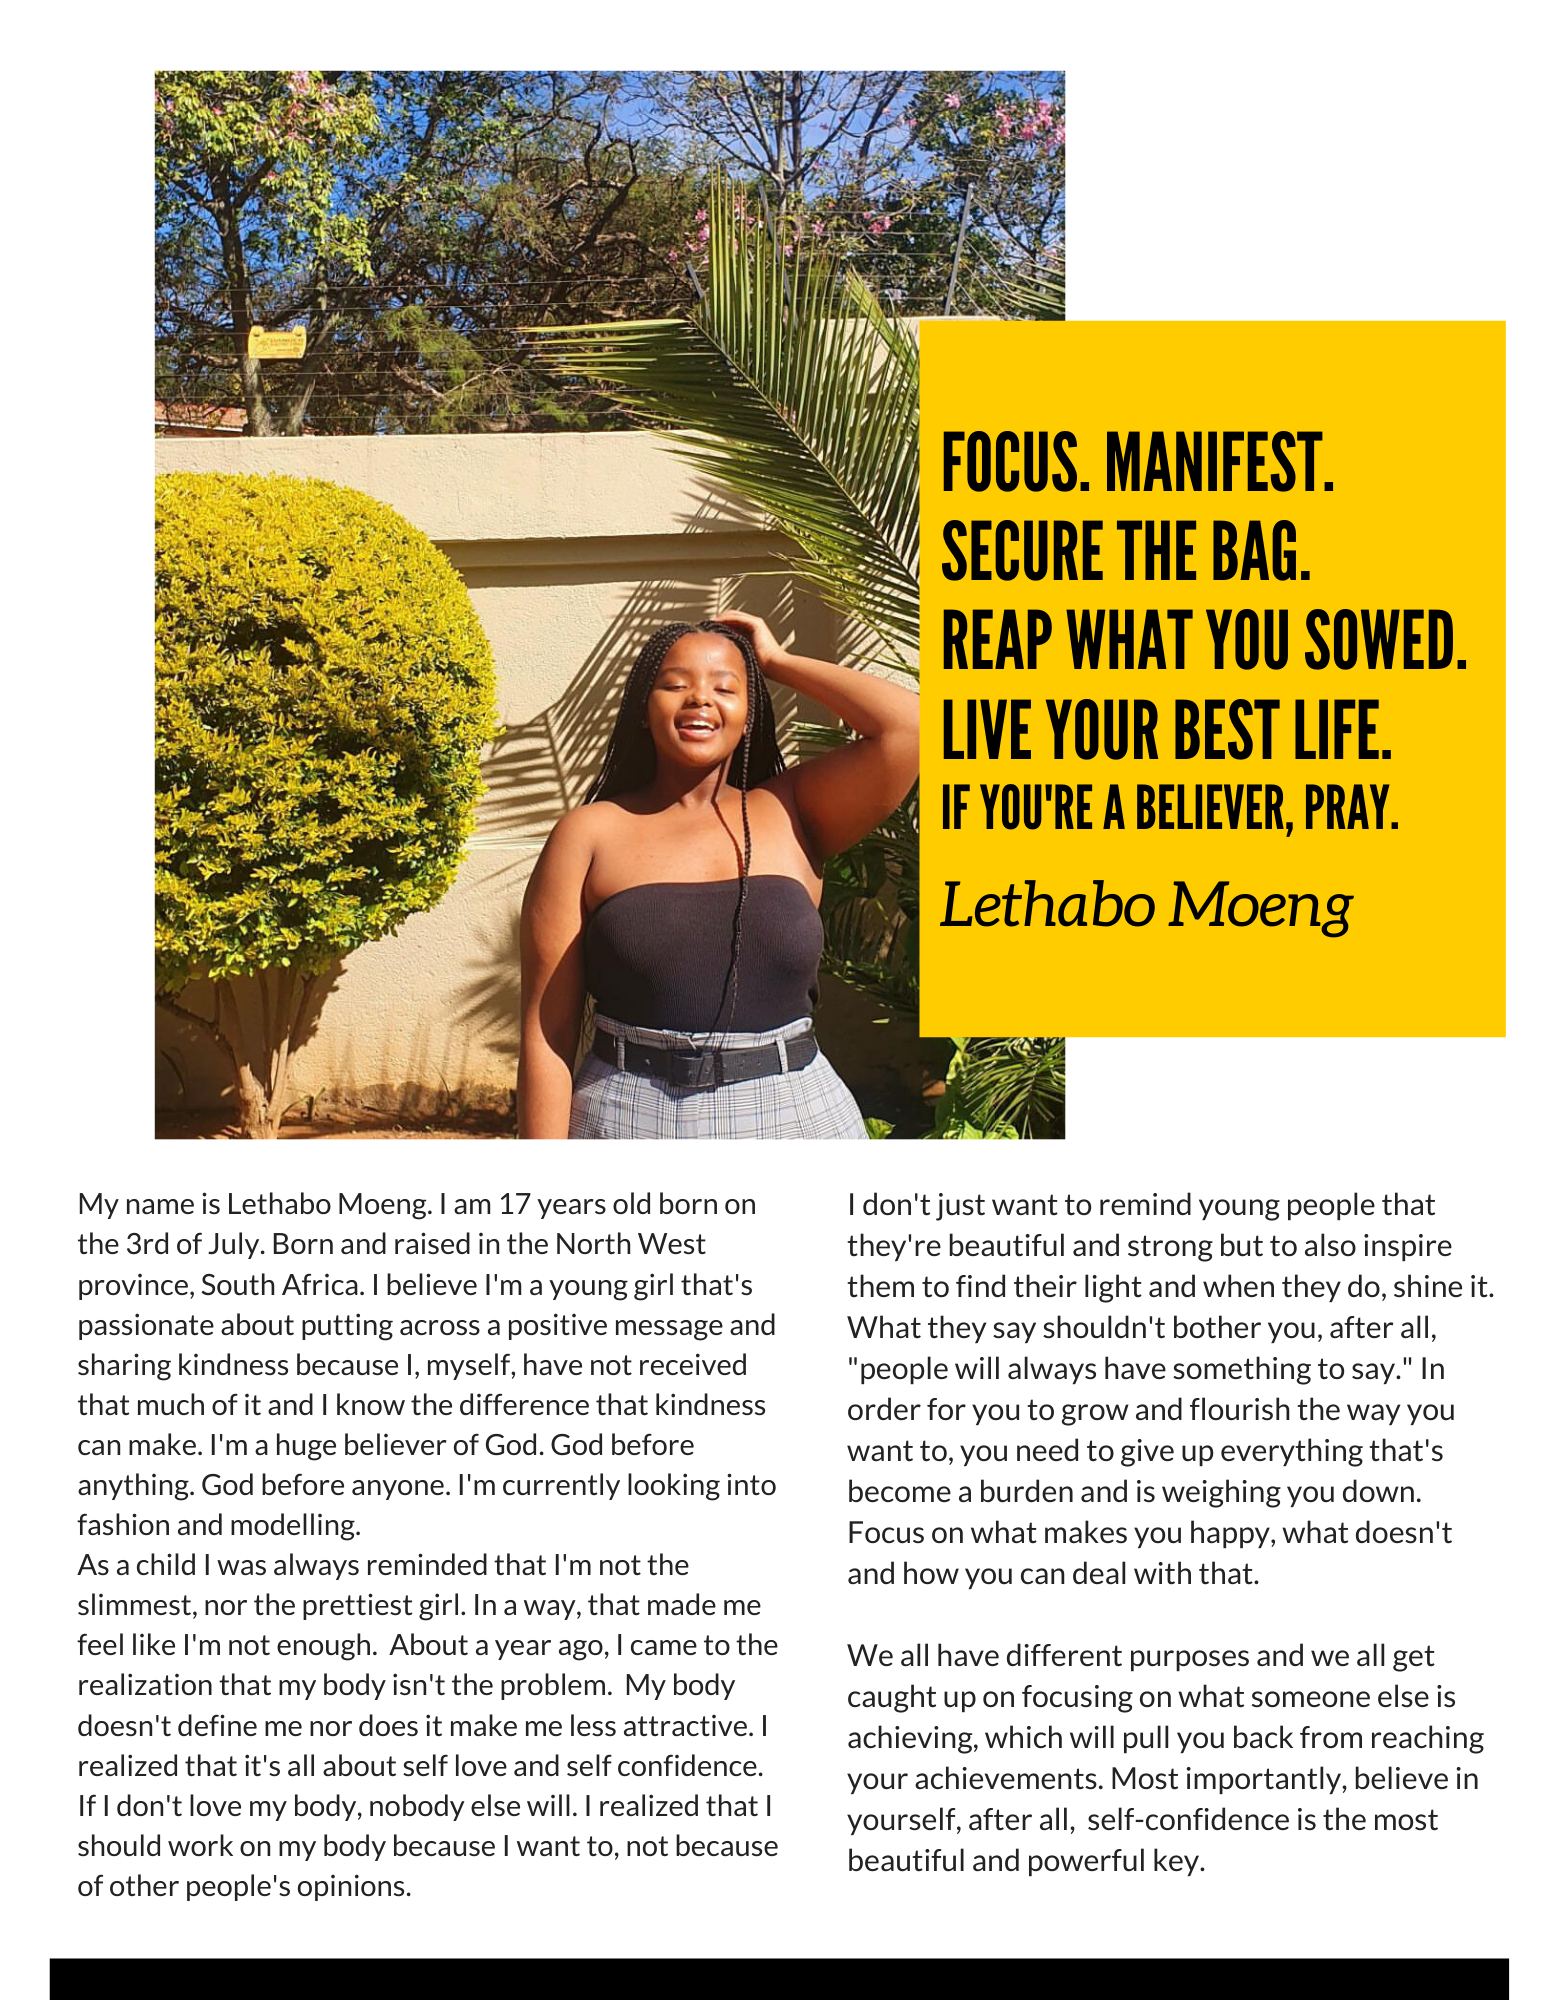 FOCUS. MANIFEST.
SECURE THE BAG.
REAP WHAT YOU SOWED.
LIVE YOUR BEST LIFE.
IF YOU'RE A BELIEVER, PRAY.
Lethabo Moeng
My name is Lethabo Moeng. I am 17 years old born on
the 3rd of July. Born and raised in the North West
province, South Africa. I believe I'm a young girl that's
passionate about putting across a positive message and
sharing kindness because I, myself, have not received
that much of it and I know the difference that kindness
can make. I'm a huge believer of God. God before
anything. God before anyone. I'm currently looking into
fashion and modelling.
As a child I was always reminded that I'm not the
slimmest, nor the prettiest girl. In a way, that made me
feel like I'm not enough.  About a year ago, I came to the
realization that my body isn't the problem.  My body
doesn't define me nor does it make me less attractive. I
realized that it's all about self love and self confidence.
If I don't love my body, nobody else will. I realized that I
should work on my body because I want to, not because
of other people's opinions.
I don't just want to remind young people that
they're beautiful and strong but to also inspire
them to find their light and when they do, shine it.
What they say shouldn't bother you, after all,
"people will always have something to say." In
order for you to grow and flourish the way you
want to, you need to give up everything that's
become a burden and is weighing you down.
Focus on what makes you happy, what doesn't
and how you can deal with that.
We all have different purposes and we all get
caught up on focusing on what someone else is
achieving, which will pull you back from reaching
your achievements. Most importantly, believe in
yourself, after all,  self-confidence is the most
beautiful and powerful key.